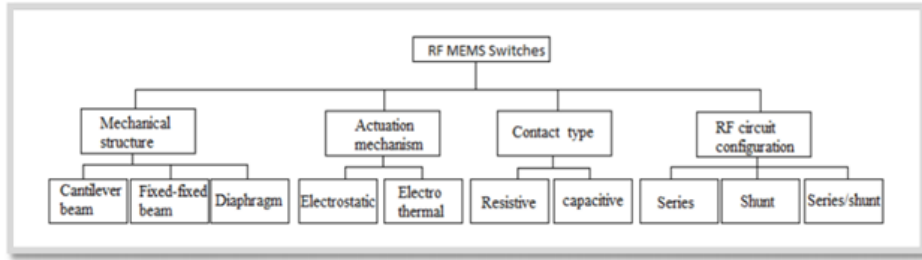 RF MEMS Switches
Mechanical
structure
Actuation
mechanism
Contact type
RF circuit
configuration
Cantilever
beam
Fixed-fixed
beam
Diaphragm
Electrostatic
Electro
thermal
Resistive
capacitive
Series
Shunt
Series/shunt